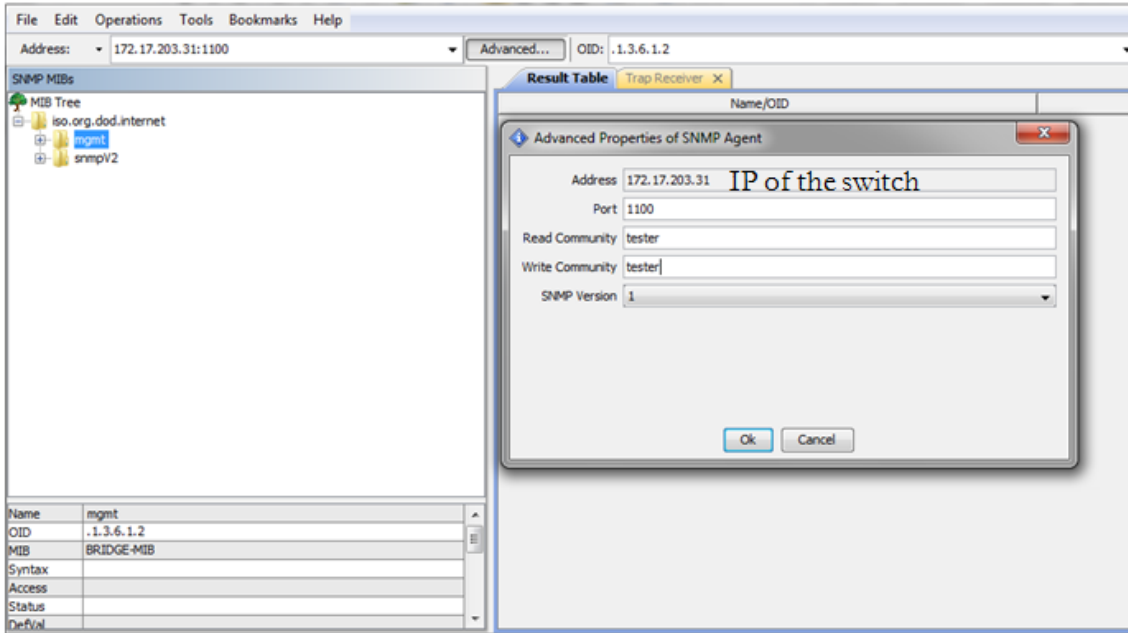 File Edit Operations Tools Bookmarks Help
Address: 172.17.203.31:1100 Advanced... OID: .1.3.6.1.2
SNMP MIBs
MIB Tree
iso.org.dod.internet
mgmt
snmpV2
Result Table Trap Receiver X
Name/OID
Advanced Properties of SNMP Agent
Address 172.17.203.31 IP of the switch
Port 1100
Read Community tester
Write Community tester
SNMP Version 1
Ok Cancel
Name mgmt
OID .1.3.6.1.2
MIB BRIDGE-MIB
Syntax
Access
Status
DefVal